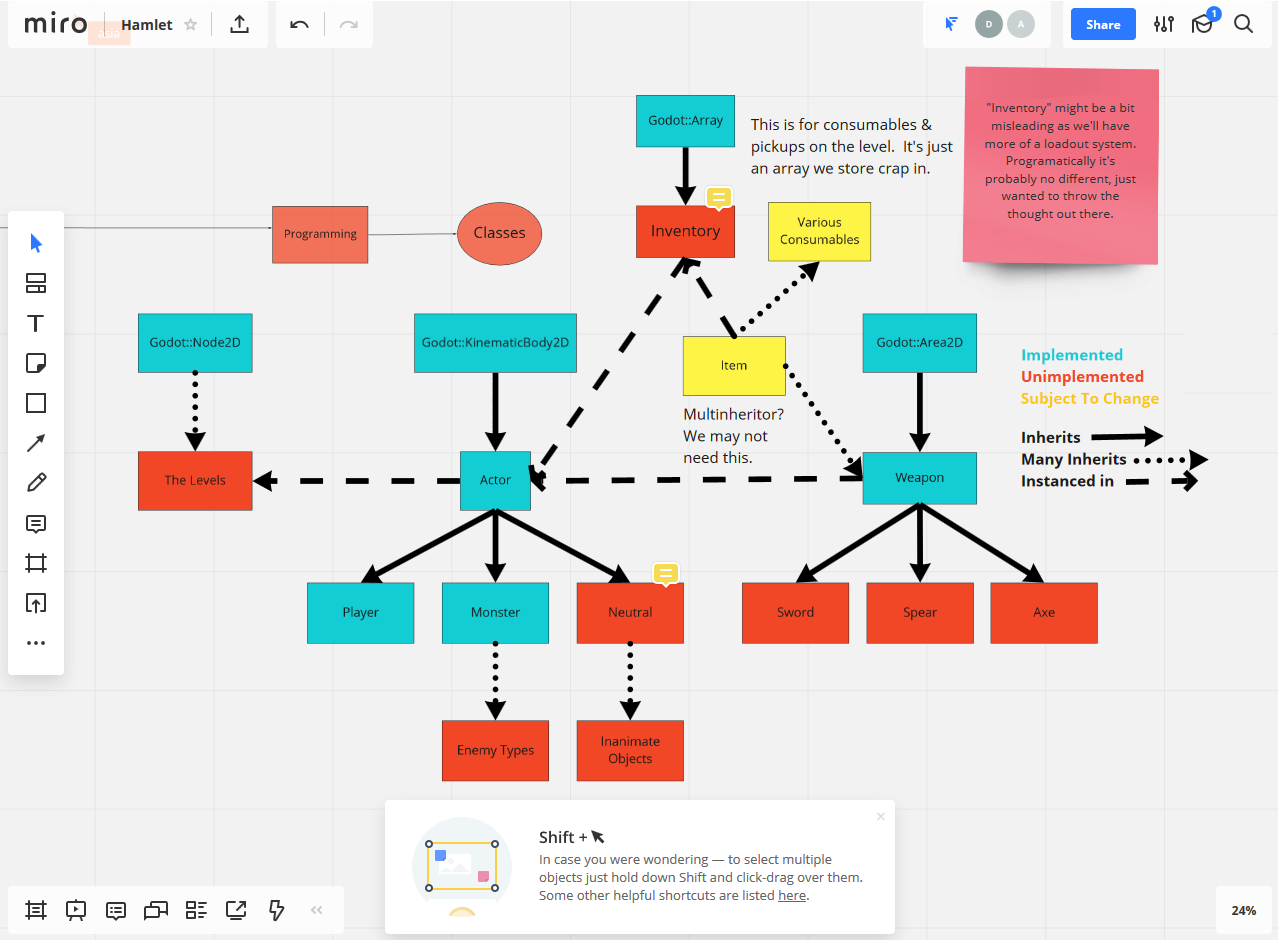 miro
Hamlet
asia
D
A
Share
1
Godot::Array
This is for consumables &
pickups on the level. It's just
an array we store crap in.
"Inventory" might be a bit
misleading as we'll have
more of a loadout system.
Programatically it's
probably no different, just
wanted to throw the
thought out there.
Programming
Classes
Inventory
Various
Consumables
Godot::Node2D
Godot::KinematicBody2D
Item
Godot::Area2D
Implemented
Unimplemented
Subject To Change
Multinheritor?
We may not
need this.
Inherits
Many Inherits
Instanced in
The Levels
Actor
Weapon
Player
Monster
Neutral
Sword
Spear
Axe
Enemy Types
Inanimate
Objects
Shift +
In case you were wondering — to select multiple
objects just hold down Shift and click-drag over them.
Some other helpful shortcuts are listed here.
24%